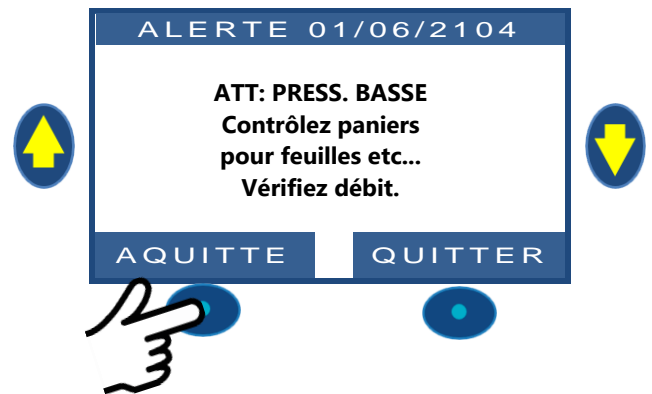 ALERTE 01/06/2104
ATT: PRESS. BASSE
Contrôlez paniers
pour feuilles etc...
Vérifiez débit.
AQUITTE QUITTER